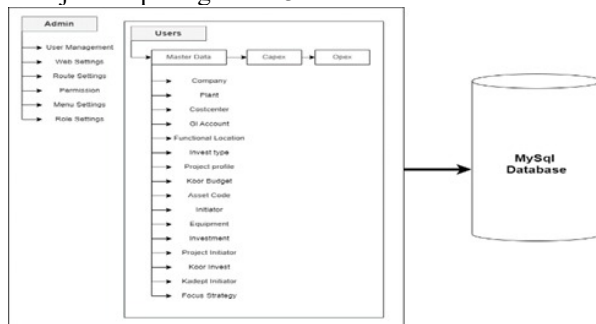 Admin
User Management
Web Settings
Route Settings
Permission
Menu Settings
Role Settings
Users
Master Data
Capex
Opex
Company
Plant
Costcenter
Gl Account
Functional Location
Invest type
Project profile
Koor Budget
Asset Code
Initiator
Equipment
Investment
Project Initiator
Koor Invest
Kadept Initiator
Focus Strategy
MySql
Database